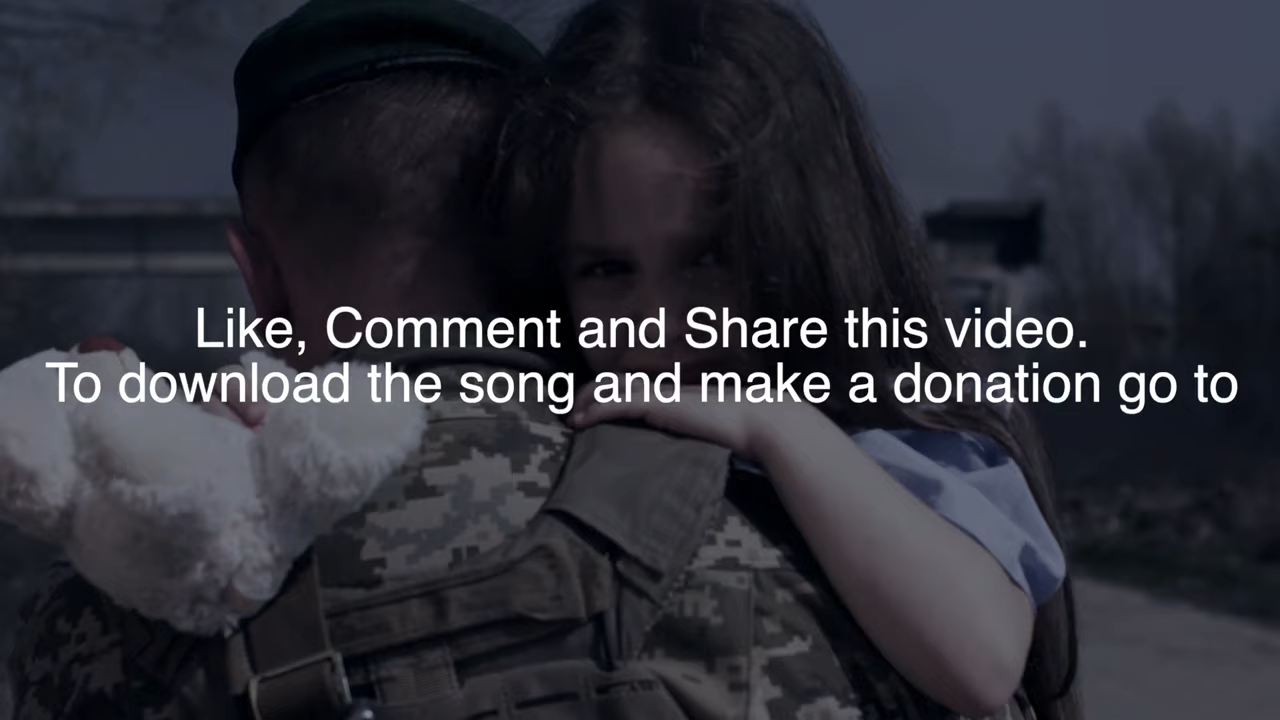 Like, Comment and Share this video.
To download the song and make a donation go to